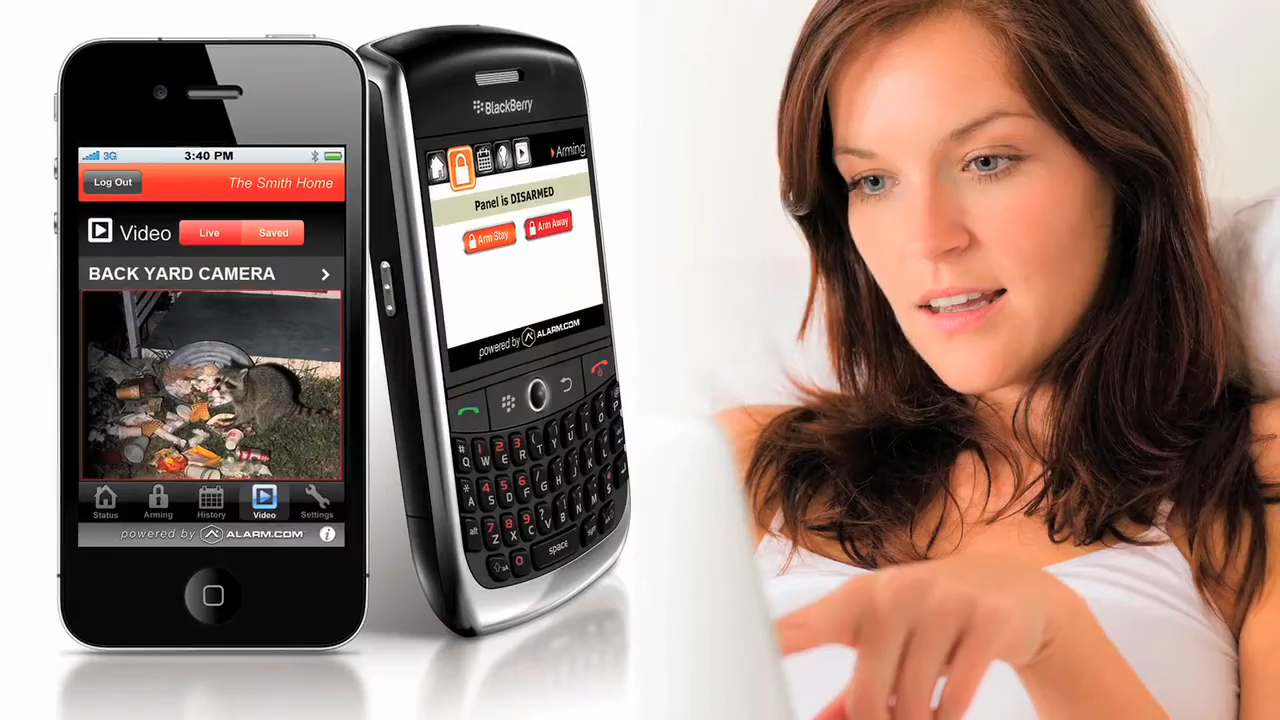 3G 3:40 PM
Log Out The Smith Home
Video Live Saved
BACK YARD CAMERA
Status Arming History Video Settings
powered by ALARM.COM
BlackBerry
Arming
Panel is DISARMED
Arm Stay Arm Away
powered by ALARM.COM
space